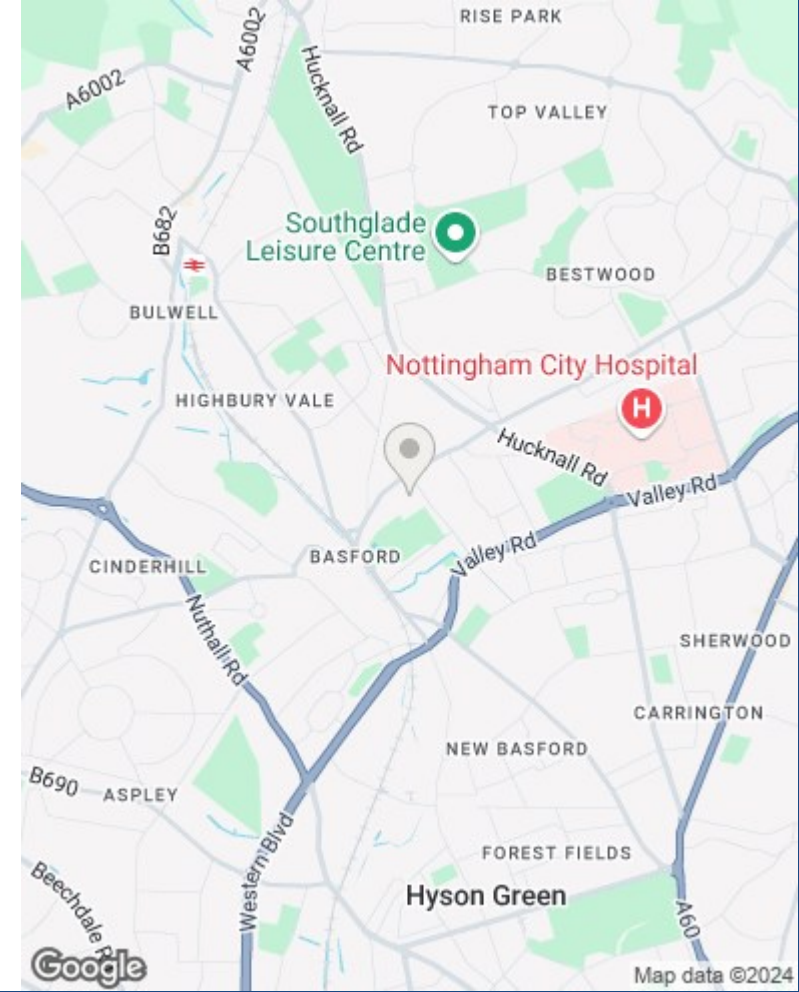 RISE PARK
A6002
A6002
Hucknall Rd
TOP VALLEY
B682
Southglade
Leisure Centre
BESTWOOD
BULWELL
Nottingham City Hospital
HIGHBURY VALE
H
Hucknall Rd
Valley Rd
Valley Rd
BASFORD
CINDERHILL
Nuthall Rd
SHERWOOD
CARRINGTON
NEW BASFORD
B690
ASPLEY
Western Blvd
FOREST FIELDS
Beechdale R
Hyson Green
A60
Google
Map data ©2024